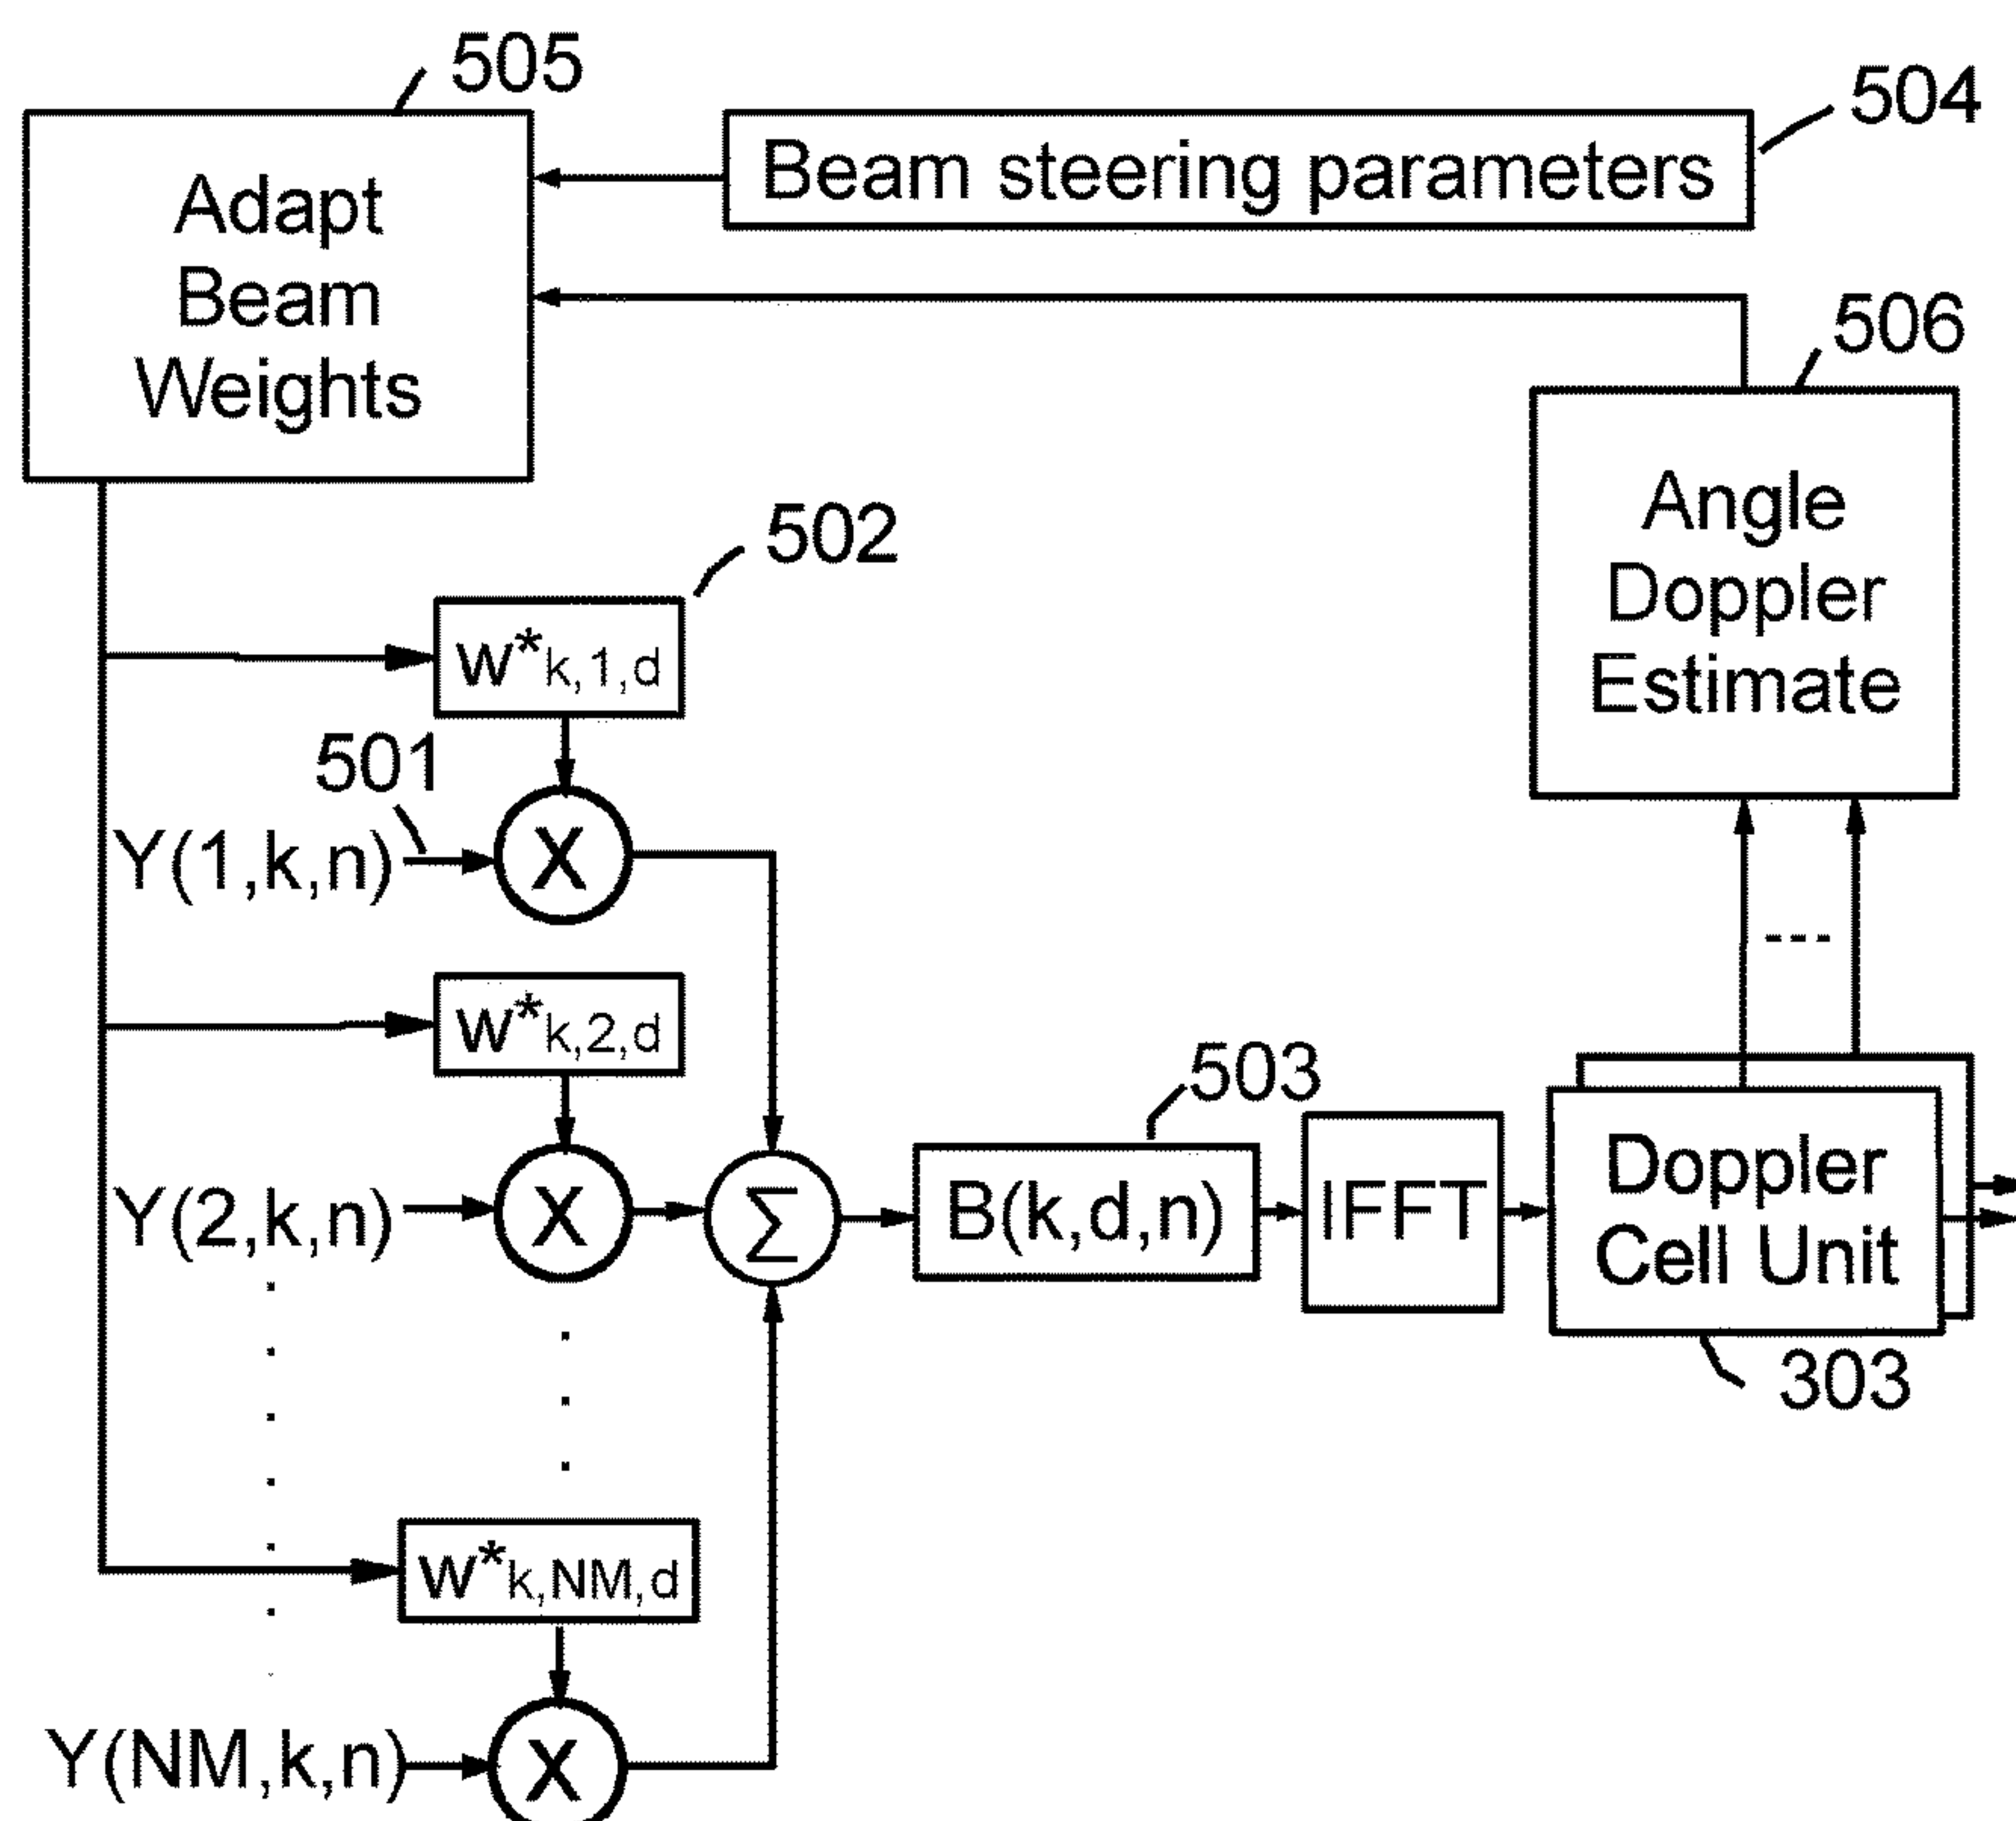 505
504
Adapt
Beam
Weights
Beam steering parameters
506
Angle
Doppler
Estimate
502
w*k,1,d
501
Y(1,k,n)
X
w*k,2,d
Y(2,k,n)
X
Σ
503
B(k,d,n)
IFFT
Doppler
Cell Unit
303
w*k,NM,d
Y(NM,k,n)
X